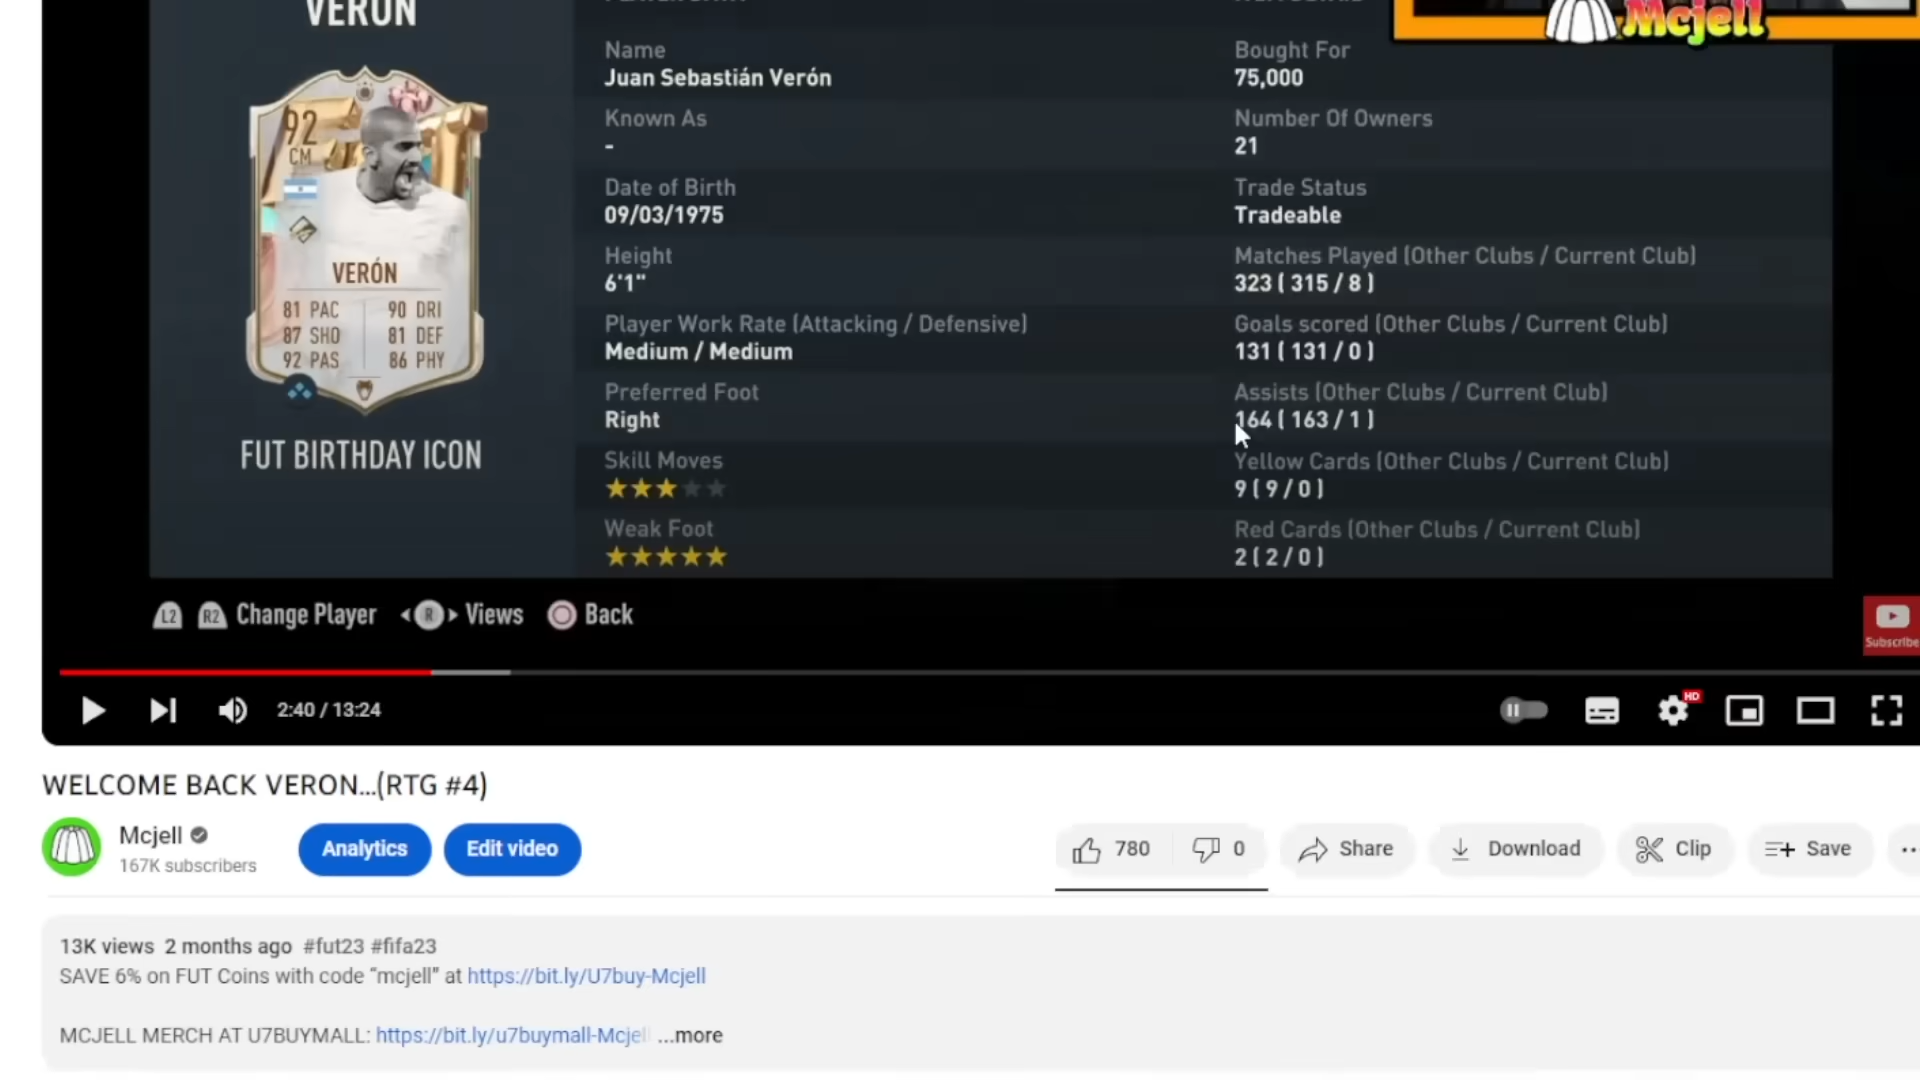 VERÓN
Mcjell
Name
Juan Sebastián Verón
Bought For
75,000
Known As
-
Number Of Owners
21
Date of Birth
09/03/1975
Trade Status
Tradeable
Height
6'1"
Matches Played (Other Clubs / Current Club)
323 ( 315 / 8 )
Player Work Rate (Attacking / Defensive)
Medium / Medium
Goals scored (Other Clubs / Current Club)
131 ( 131 / 0 )
Preferred Foot
Right
Assists (Other Clubs / Current Club)
164 ( 163 / 1 )
Skill Moves
Yellow Cards (Other Clubs / Current Club)
9 ( 9 / 0 )
Weak Foot
Red Cards (Other Clubs / Current Club)
2 ( 2 / 0 )
92
CM
VERÓN
81 PAC 90 DRI
87 SHO 81 DEF
92 PAS 86 PHY
FUT BIRTHDAY ICON
L2 R2 Change Player R Views Back
Subscribe
2:40 / 13:24
HD
WELCOME BACK VERON...(RTG #4)
Mcjell
167K subscribers
Analytics
Edit video
780
0
Share
Download
Clip
Save
13K views 2 months ago #fut23 #fifa23
SAVE 6% on FUT Coins with code “mcjell” at https://bit.ly/U7buy-Mcjell
MCJELL MERCH AT U7BUYMALL: https://bit.ly/u7buymall-Mcjel ...more